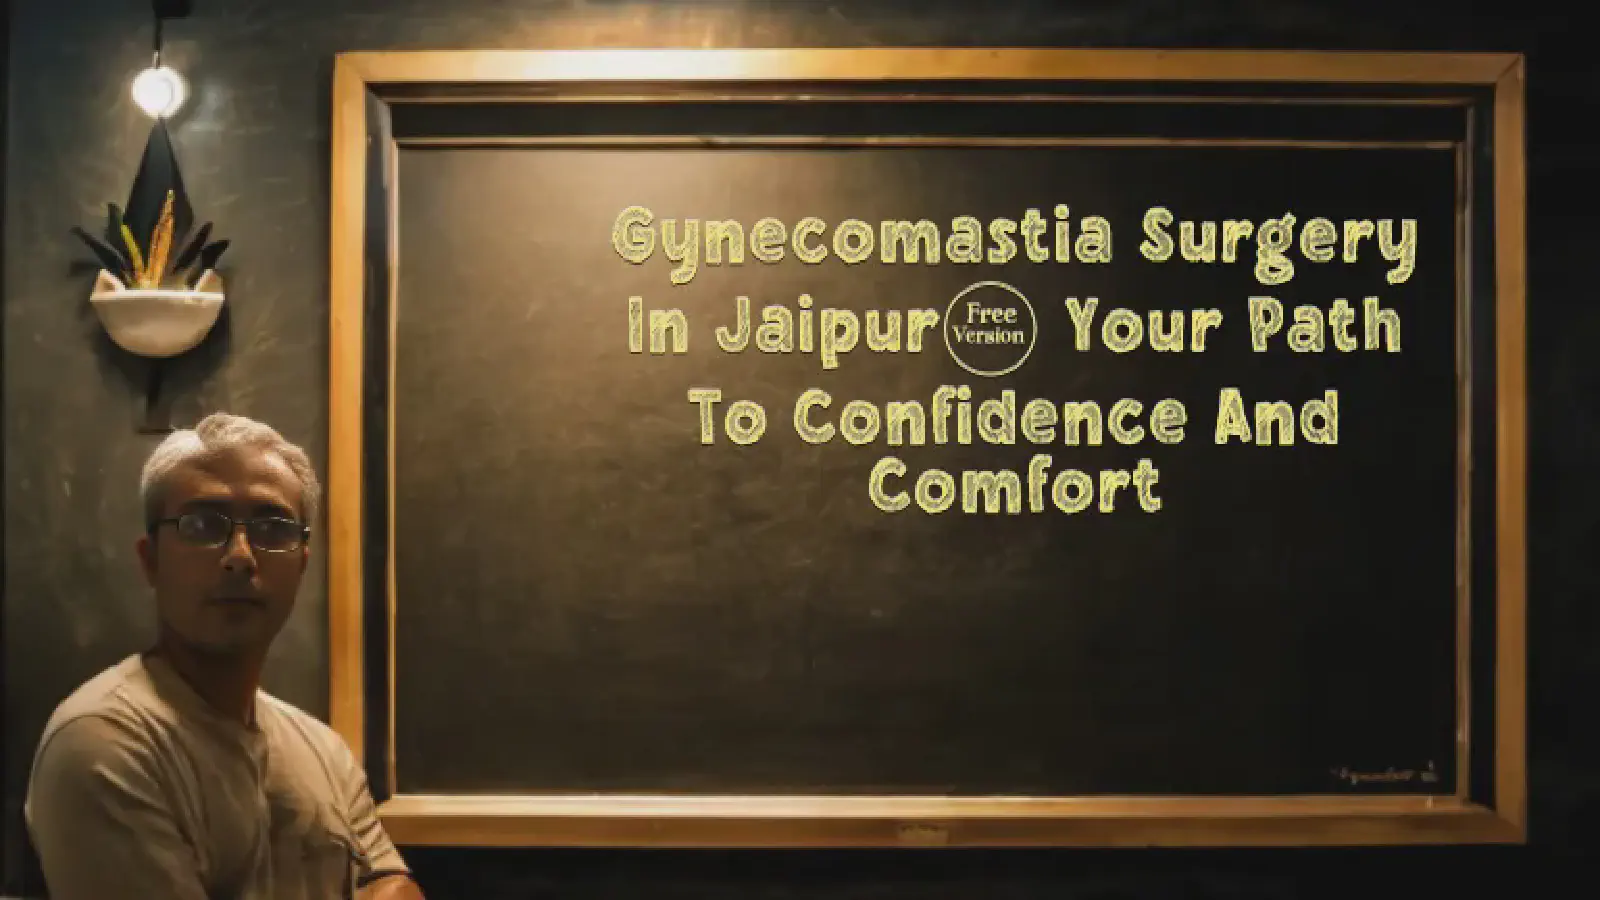 Gynecomastia Surgery
In Jaipur Your Path
Free
Version
To Confidence And
Comfort